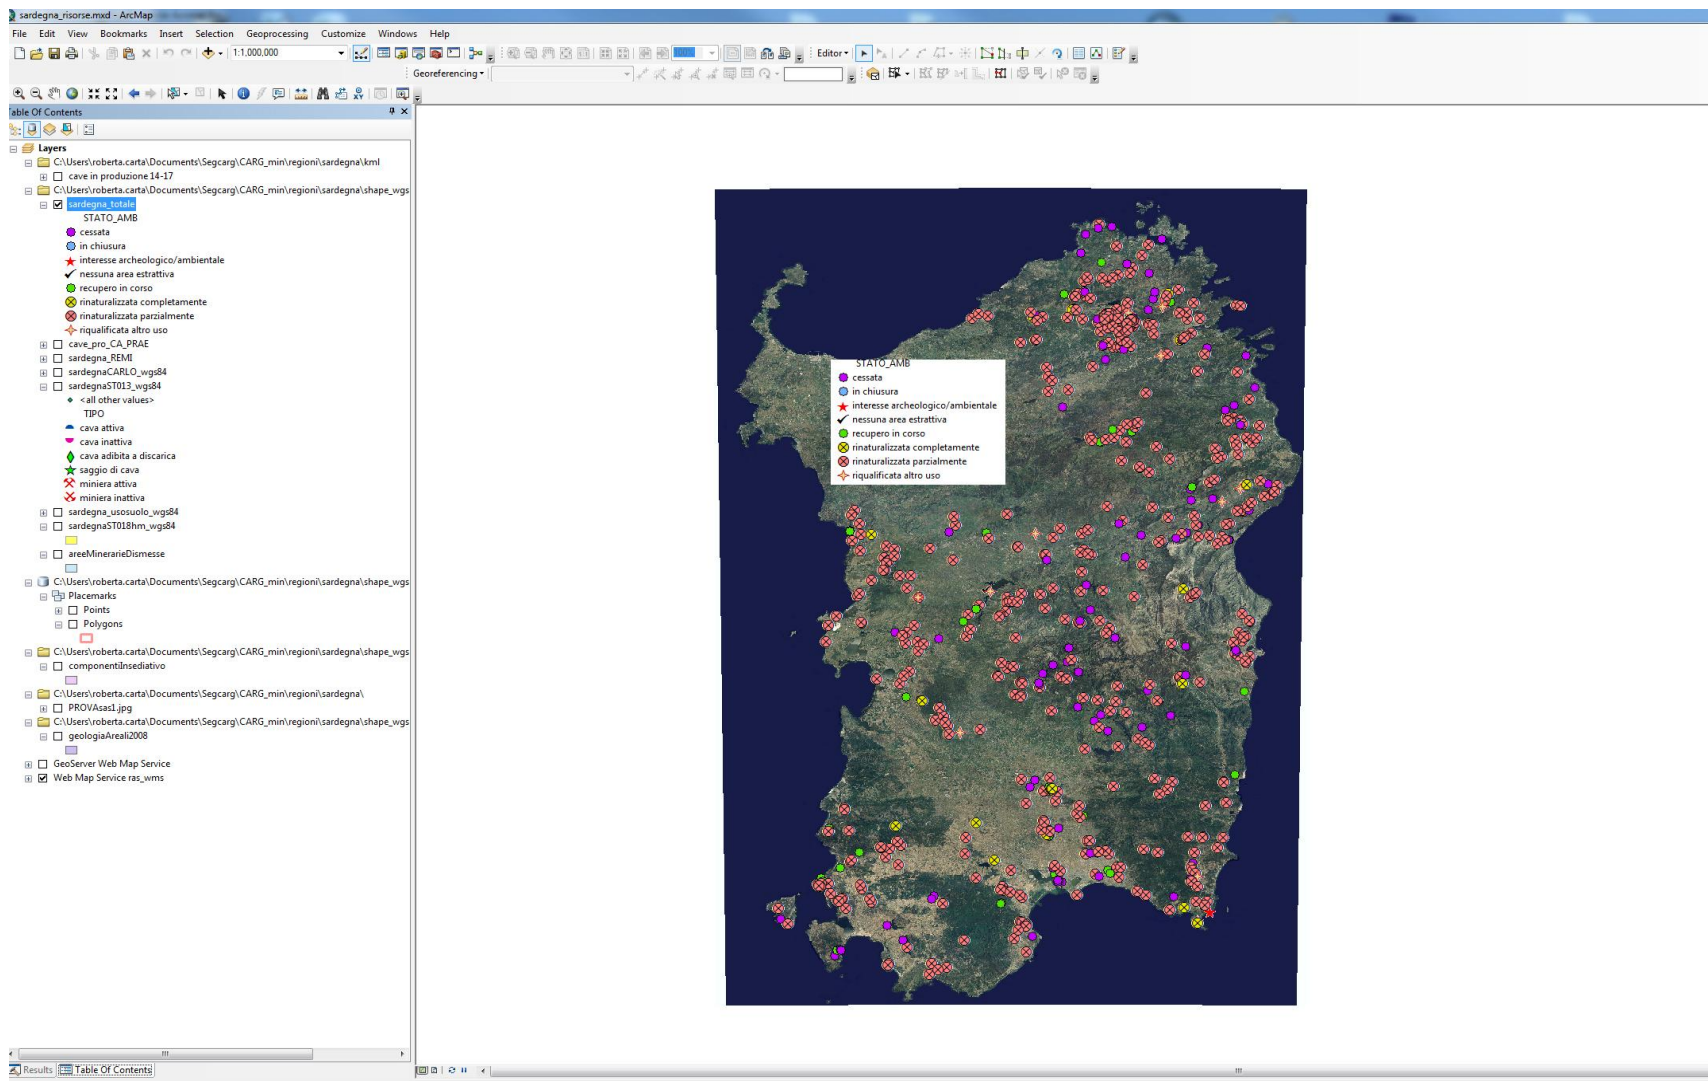 sardegna_risorse.mxd - ArcMap
File Edit View Bookmarks Insert Selection Geoprocessing Customize Windows Help
1:1,000,000 100% Editor
Georeferencing
Table Of Contents
Layers
C:\Users\roberta.carta\Documents\Segcarg\CARG_min\regioni\sardegna\kml
cave in produzione 14-17
C:\Users\roberta.carta\Documents\Segcarg\CARG_min\regioni\sardegna\shape_wgs
sardegna_totale
STATO_AMB
cessata
in chiusura
interesse archeologico/ambientale
nessuna area estrattiva
recupero in corso
rinaturalizzata completamente
rinaturalizzata parzialmente
riqualificata altro uso
cave_pro_CA_PRAE
sardegna_REMI
sardegnaCARLO_wgs84
sardegnaST013_wgs84
<all other values>
TIPO
cava attiva
cava inattiva
cava adibita a discarica
saggio di cava
miniera attiva
miniera inattiva
sardegna_usosuolo_wgs84
sardegnaST018hm_wgs84
areeMinerarieDismesse
C:\Users\roberta.carta\Documents\Segcarg\CARG_min\regioni\sardegna\shape_wgs
Placemarks
Points
Polygons
C:\Users\roberta.carta\Documents\Segcarg\CARG_min\regioni\sardegna\shape_wgs
componentiInsediativo
C:\Users\roberta.carta\Documents\Segcarg\CARG_min\regioni\sardegna\
PROVAsas1.jpg
C:\Users\roberta.carta\Documents\Segcarg\CARG_min\regioni\sardegna\shape_wgs
geologiaAreali2008
GeoServer Web Map Service
Web Map Service ras_wms
Results Table Of Contents
STATO_AMB
cessata
in chiusura
interesse archeologico/ambientale
nessuna area estrattiva
recupero in corso
rinaturalizzata completamente
rinaturalizzata parzialmente
riqualificata altro uso